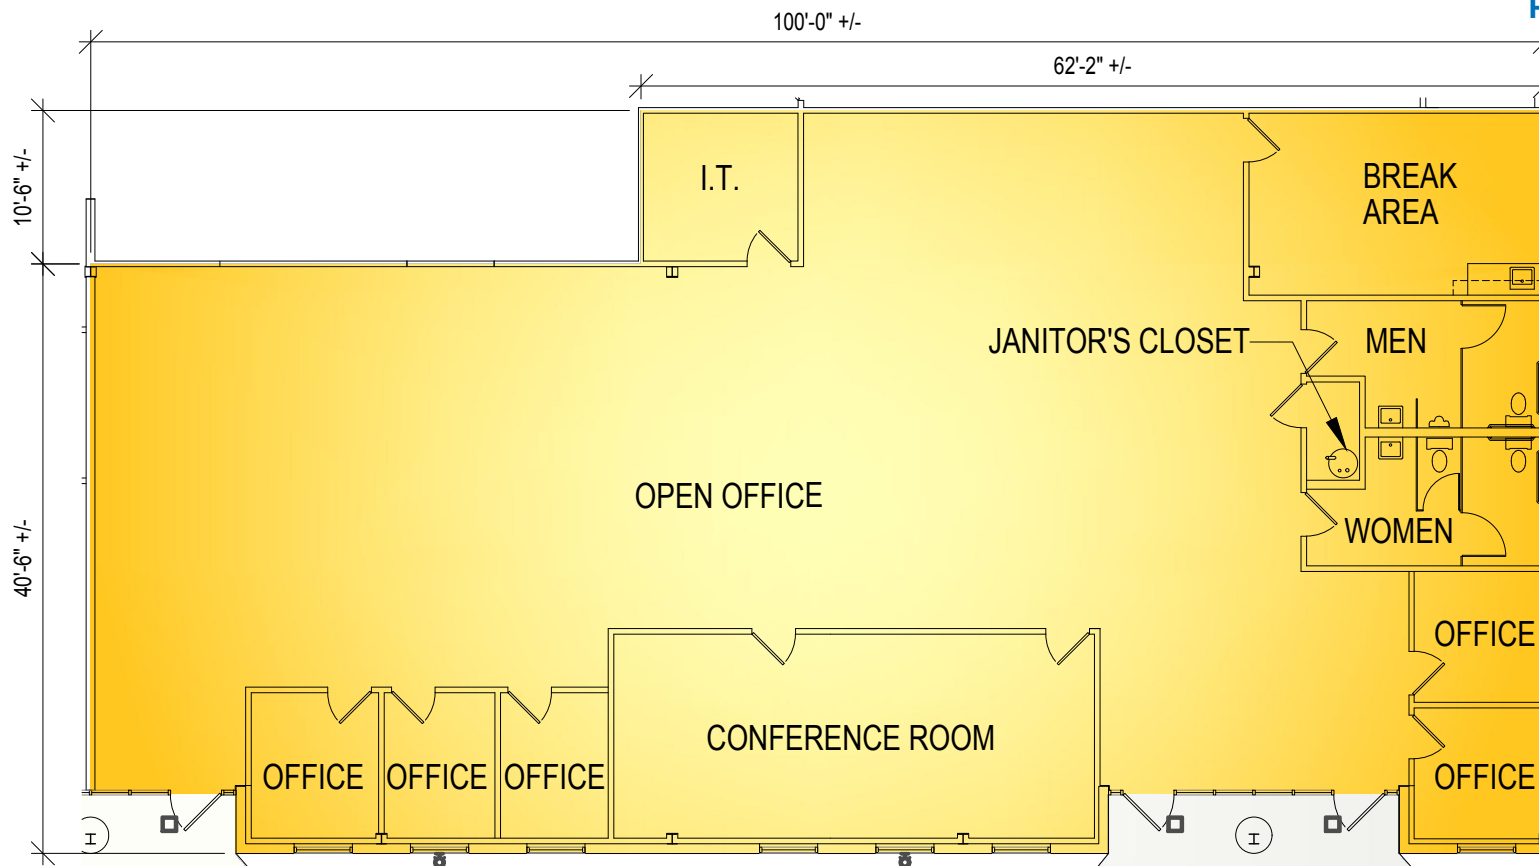 100'-0" +/-
62'-2" +/-
10'-6" +/-
I.T.
BREAK
AREA
JANITOR'S CLOSET
MEN
OPEN OFFICE
WOMEN
40'-6" +/-
OFFICE
CONFERENCE ROOM
OFFICE
OFFICE
OFFICE
OFFICE
I
I